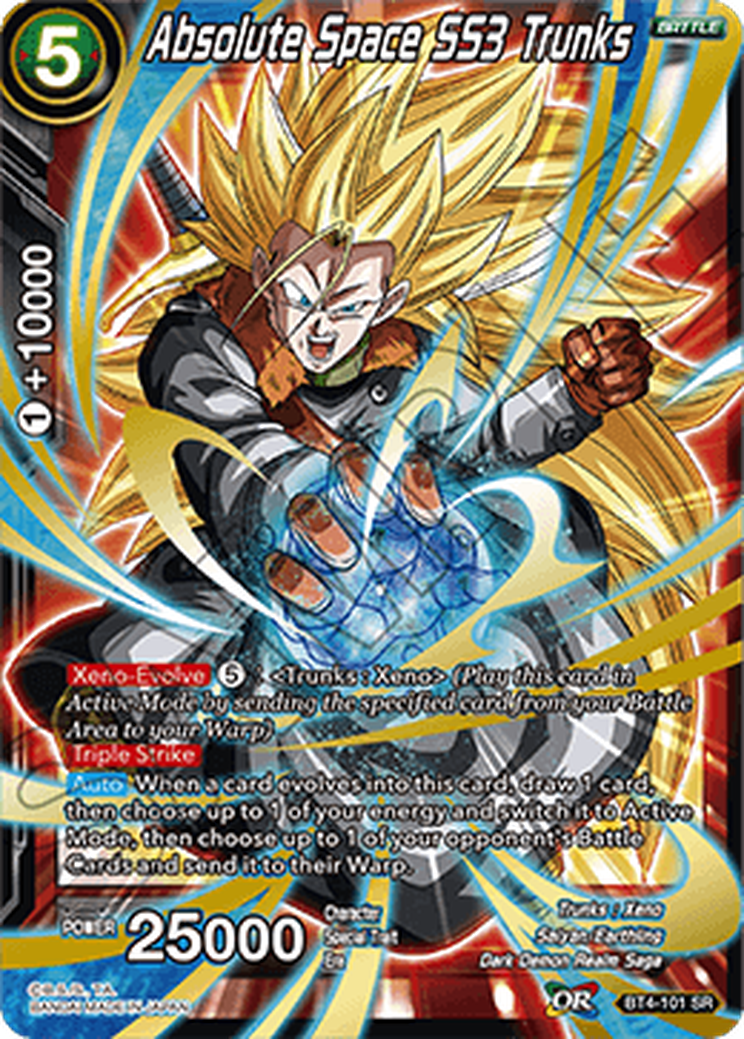 5
Absolute Space SS3 Trunks
BATTLE
1 +10000
Xeno-Evolve 5 : <Trunks : Xeno> (Play this card in
Active Mode by sending the specified card from your Battle
Area to your Warp)
Triple Strike
Auto When a card evolves into this card, draw 1 card,
then choose up to 1 of your energy and switch it to Active
Mode, then choose up to 1 of your opponent's Battle
Cards and send it to their Warp.
POWER 25000
Character Trunks : Xeno
Special Trait Saiyan/Earthling
Era Dark Demon Realm Saga
BANDAI MADE IN JAPAN
BT4-101 SR